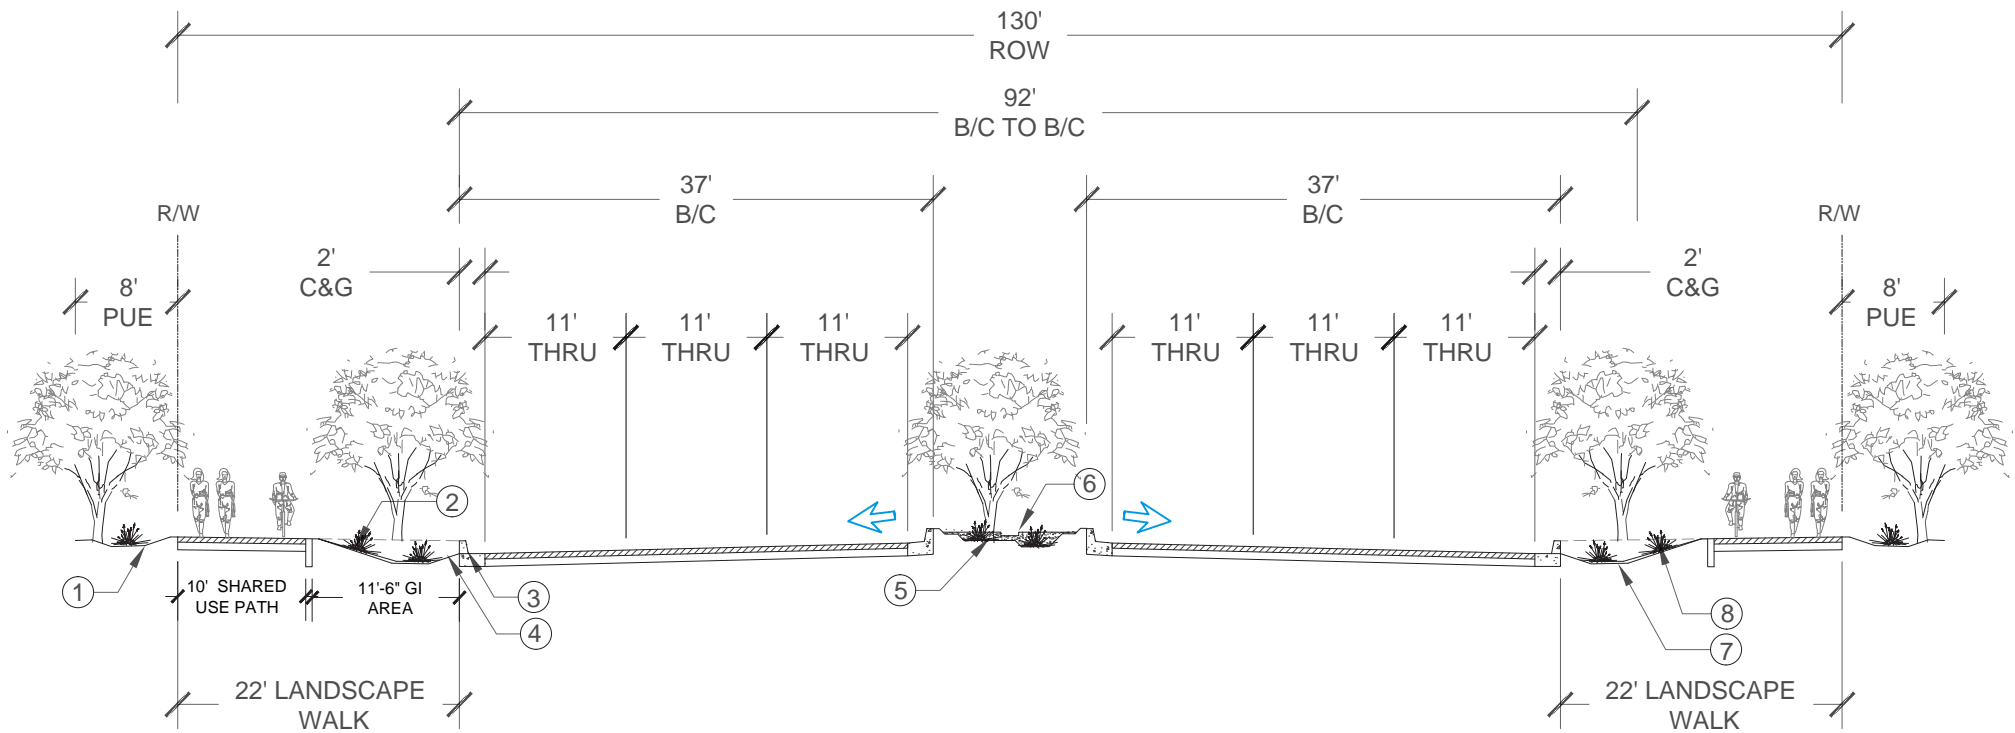 130'
ROW
92'
B/C TO B/C
37'
B/C
37'
B/C
R/W
R/W
2'
C&G
2'
C&G
8'
PUE
8'
PUE
11'
THRU
11'
THRU
11'
THRU
11'
THRU
11'
THRU
11'
THRU
1
2
3
4
5
6
7
8
10' SHARED
USE PATH
11'-6" GI
AREA
22' LANDSCAPE
WALK
22' LANDSCAPE
WALK